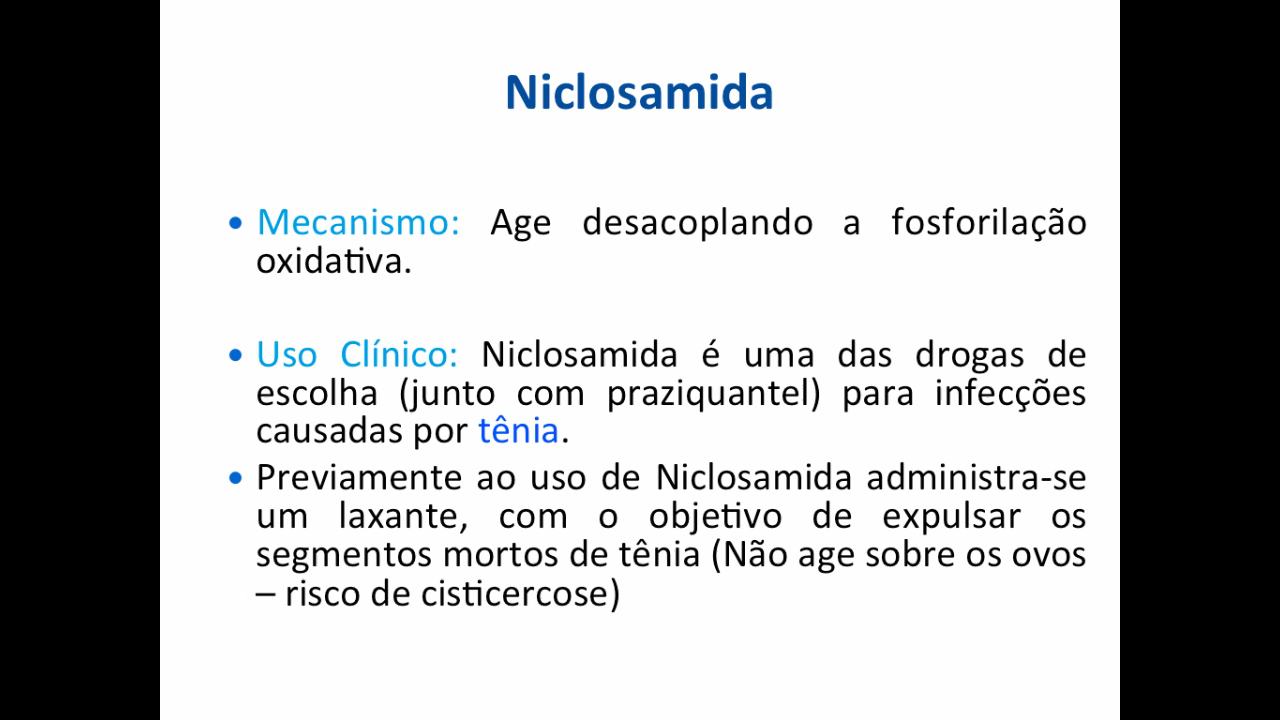 Niclosamida
• Mecanismo: Age desacoplando a fosforilação
oxidativa.
• Uso Clínico: Niclosamida é uma das drogas de
escolha (junto com praziquantel) para infecções
causadas por tênia.
• Previamente ao uso de Niclosamida administra-se
um laxante, com o objetivo de expulsar os
segmentos mortos de tênia (Não age sobre os ovos
– risco de cisticercose)